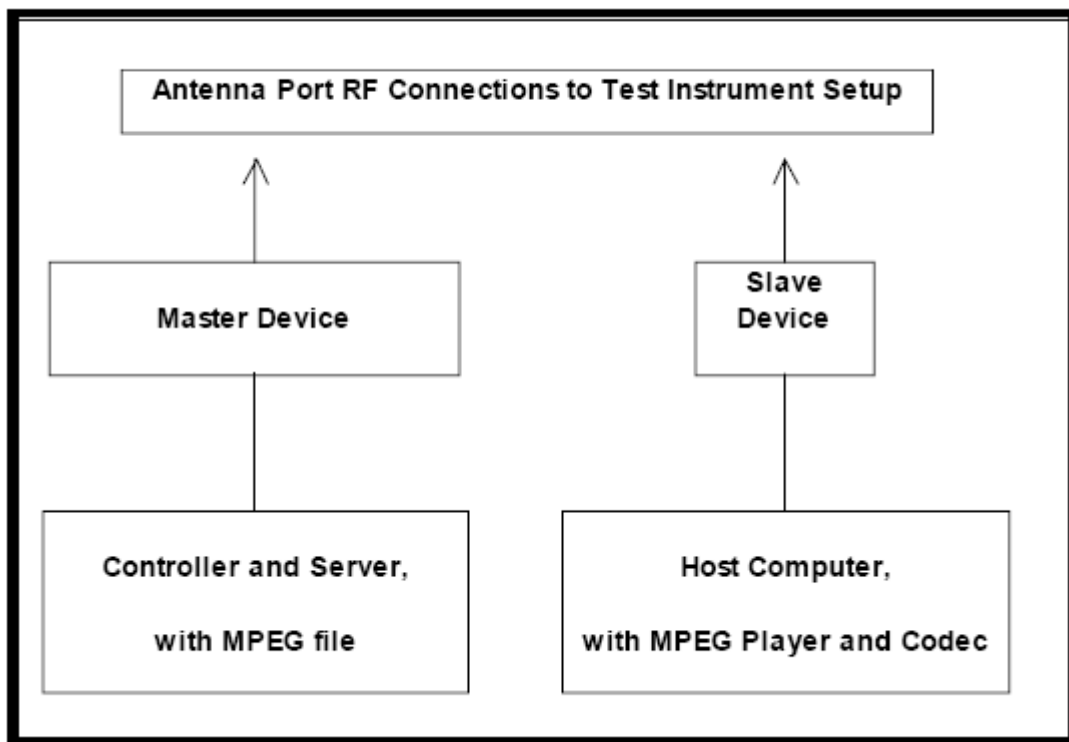 Antenna Port RF Connections to Test Instrument Setup
Master Device
Slave
Device
Controller and Server,
with MPEG file
Host Computer,
with MPEG Player and Codec